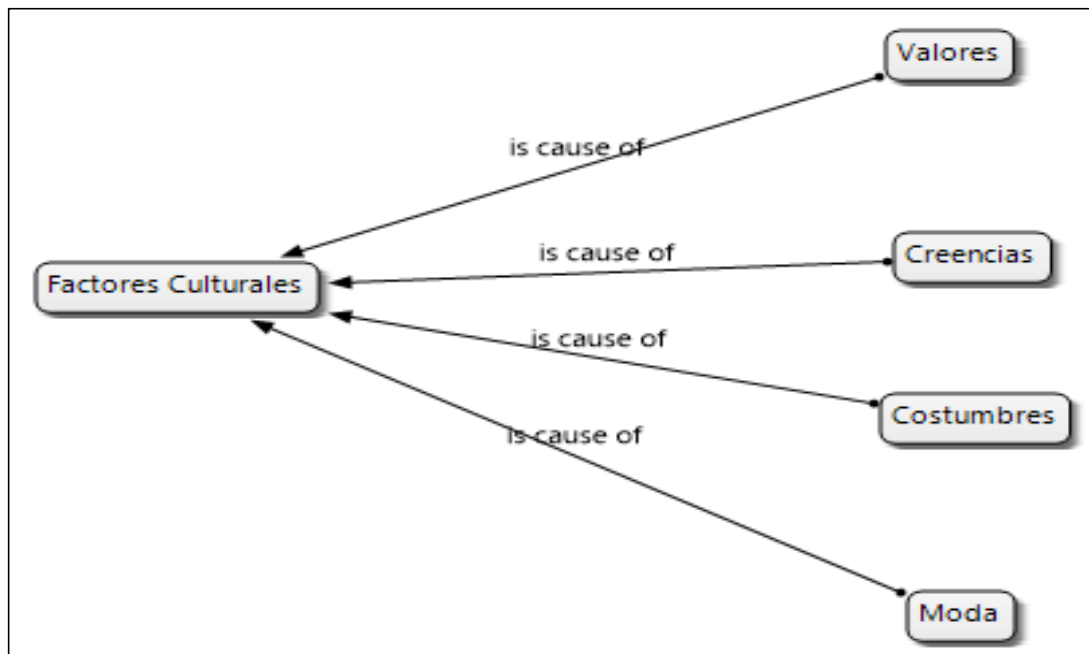 Valores
is cause of
is cause of
Creencias
Factores Culturales
is cause of
Costumbres
is cause of
Moda